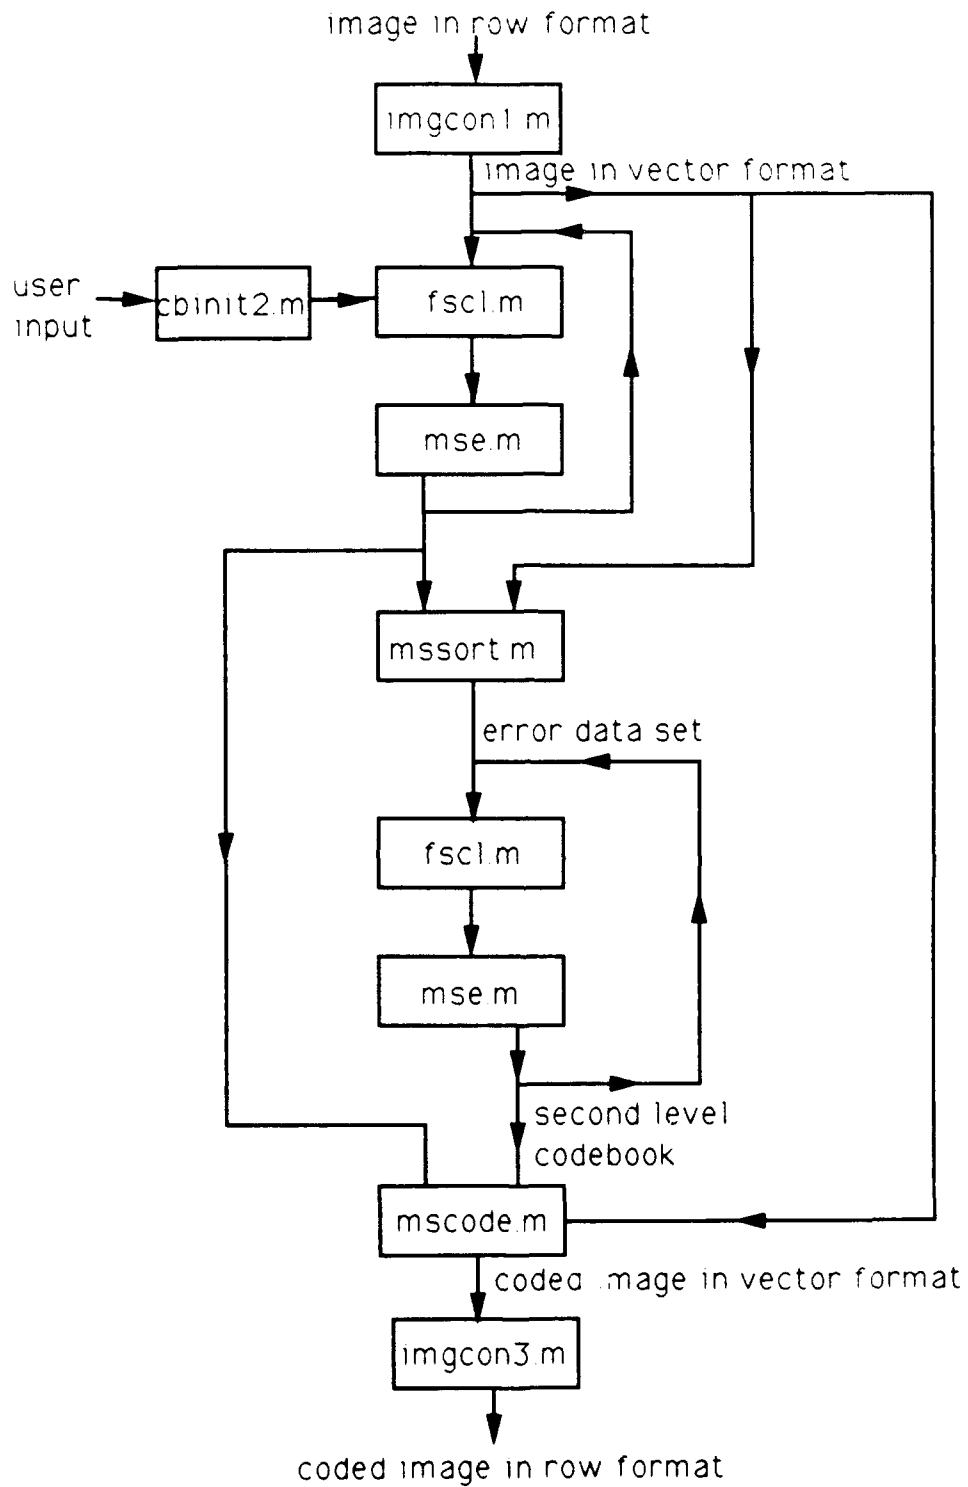 image in row format
imgcon1.m
image in vector format
user
input
cbinit2.m
fscl.m
mse.m
mssort.m
error data set
fscl.m
mse.m
second level
codebook
mscode.m
coded image in vector format
imgcon3.m
coded image in row format